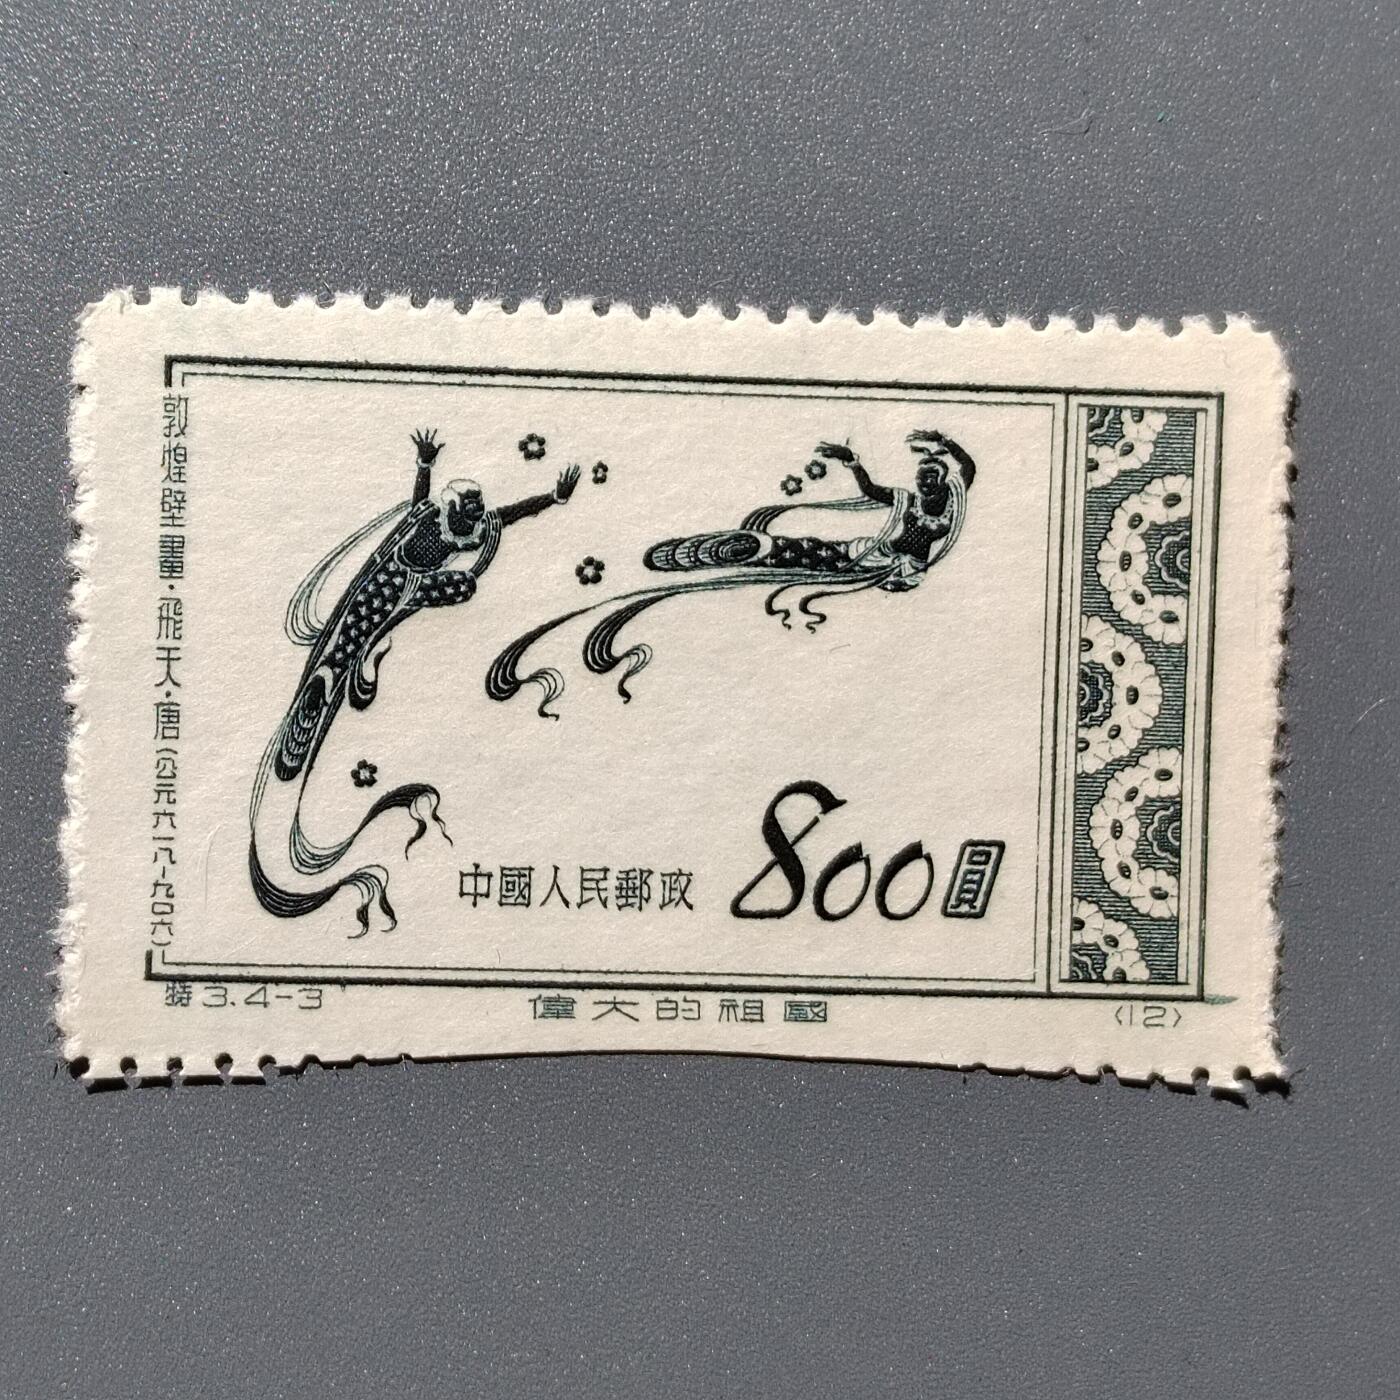 敦煌壁畫·飛天·唐(公元六一八—九〇六)
中國人民郵政
800圓
特3.4-3
偉大的祖國
(12)